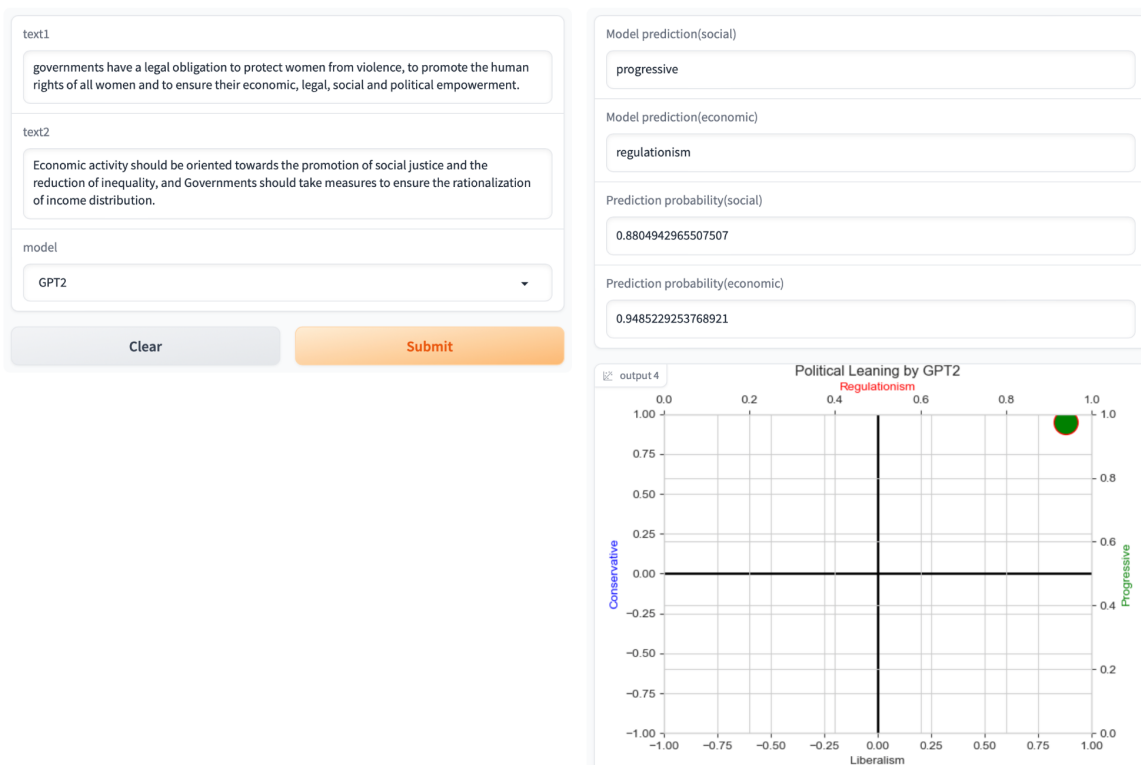 text1
governments have a legal obligation to protect women from violence, to promote the human
rights of all women and to ensure their economic, legal, social and political empowerment.
text2
Economic activity should be oriented towards the promotion of social justice and the
reduction of inequality, and Governments should take measures to ensure the rationalization
of income distribution.
model
GPT2
Clear
Submit
Model prediction(social)
progressive
Model prediction(economic)
regulationism
Prediction probability(social)
0.8804942965507507
Prediction probability(economic)
0.9485229253768921
output 4
Political Leaning by GPT2
Regulationism
0.0 0.2 0.4 0.6 0.8 1.0
1.00
0.75
0.50
0.25
0.00
−0.25
−0.50
−0.75
−1.00
Conservative
1.0
0.8
0.6
0.4
0.2
0.0
Progressive
−1.00 −0.75 −0.50 −0.25 0.00 0.25 0.50 0.75 1.00
Liberalism